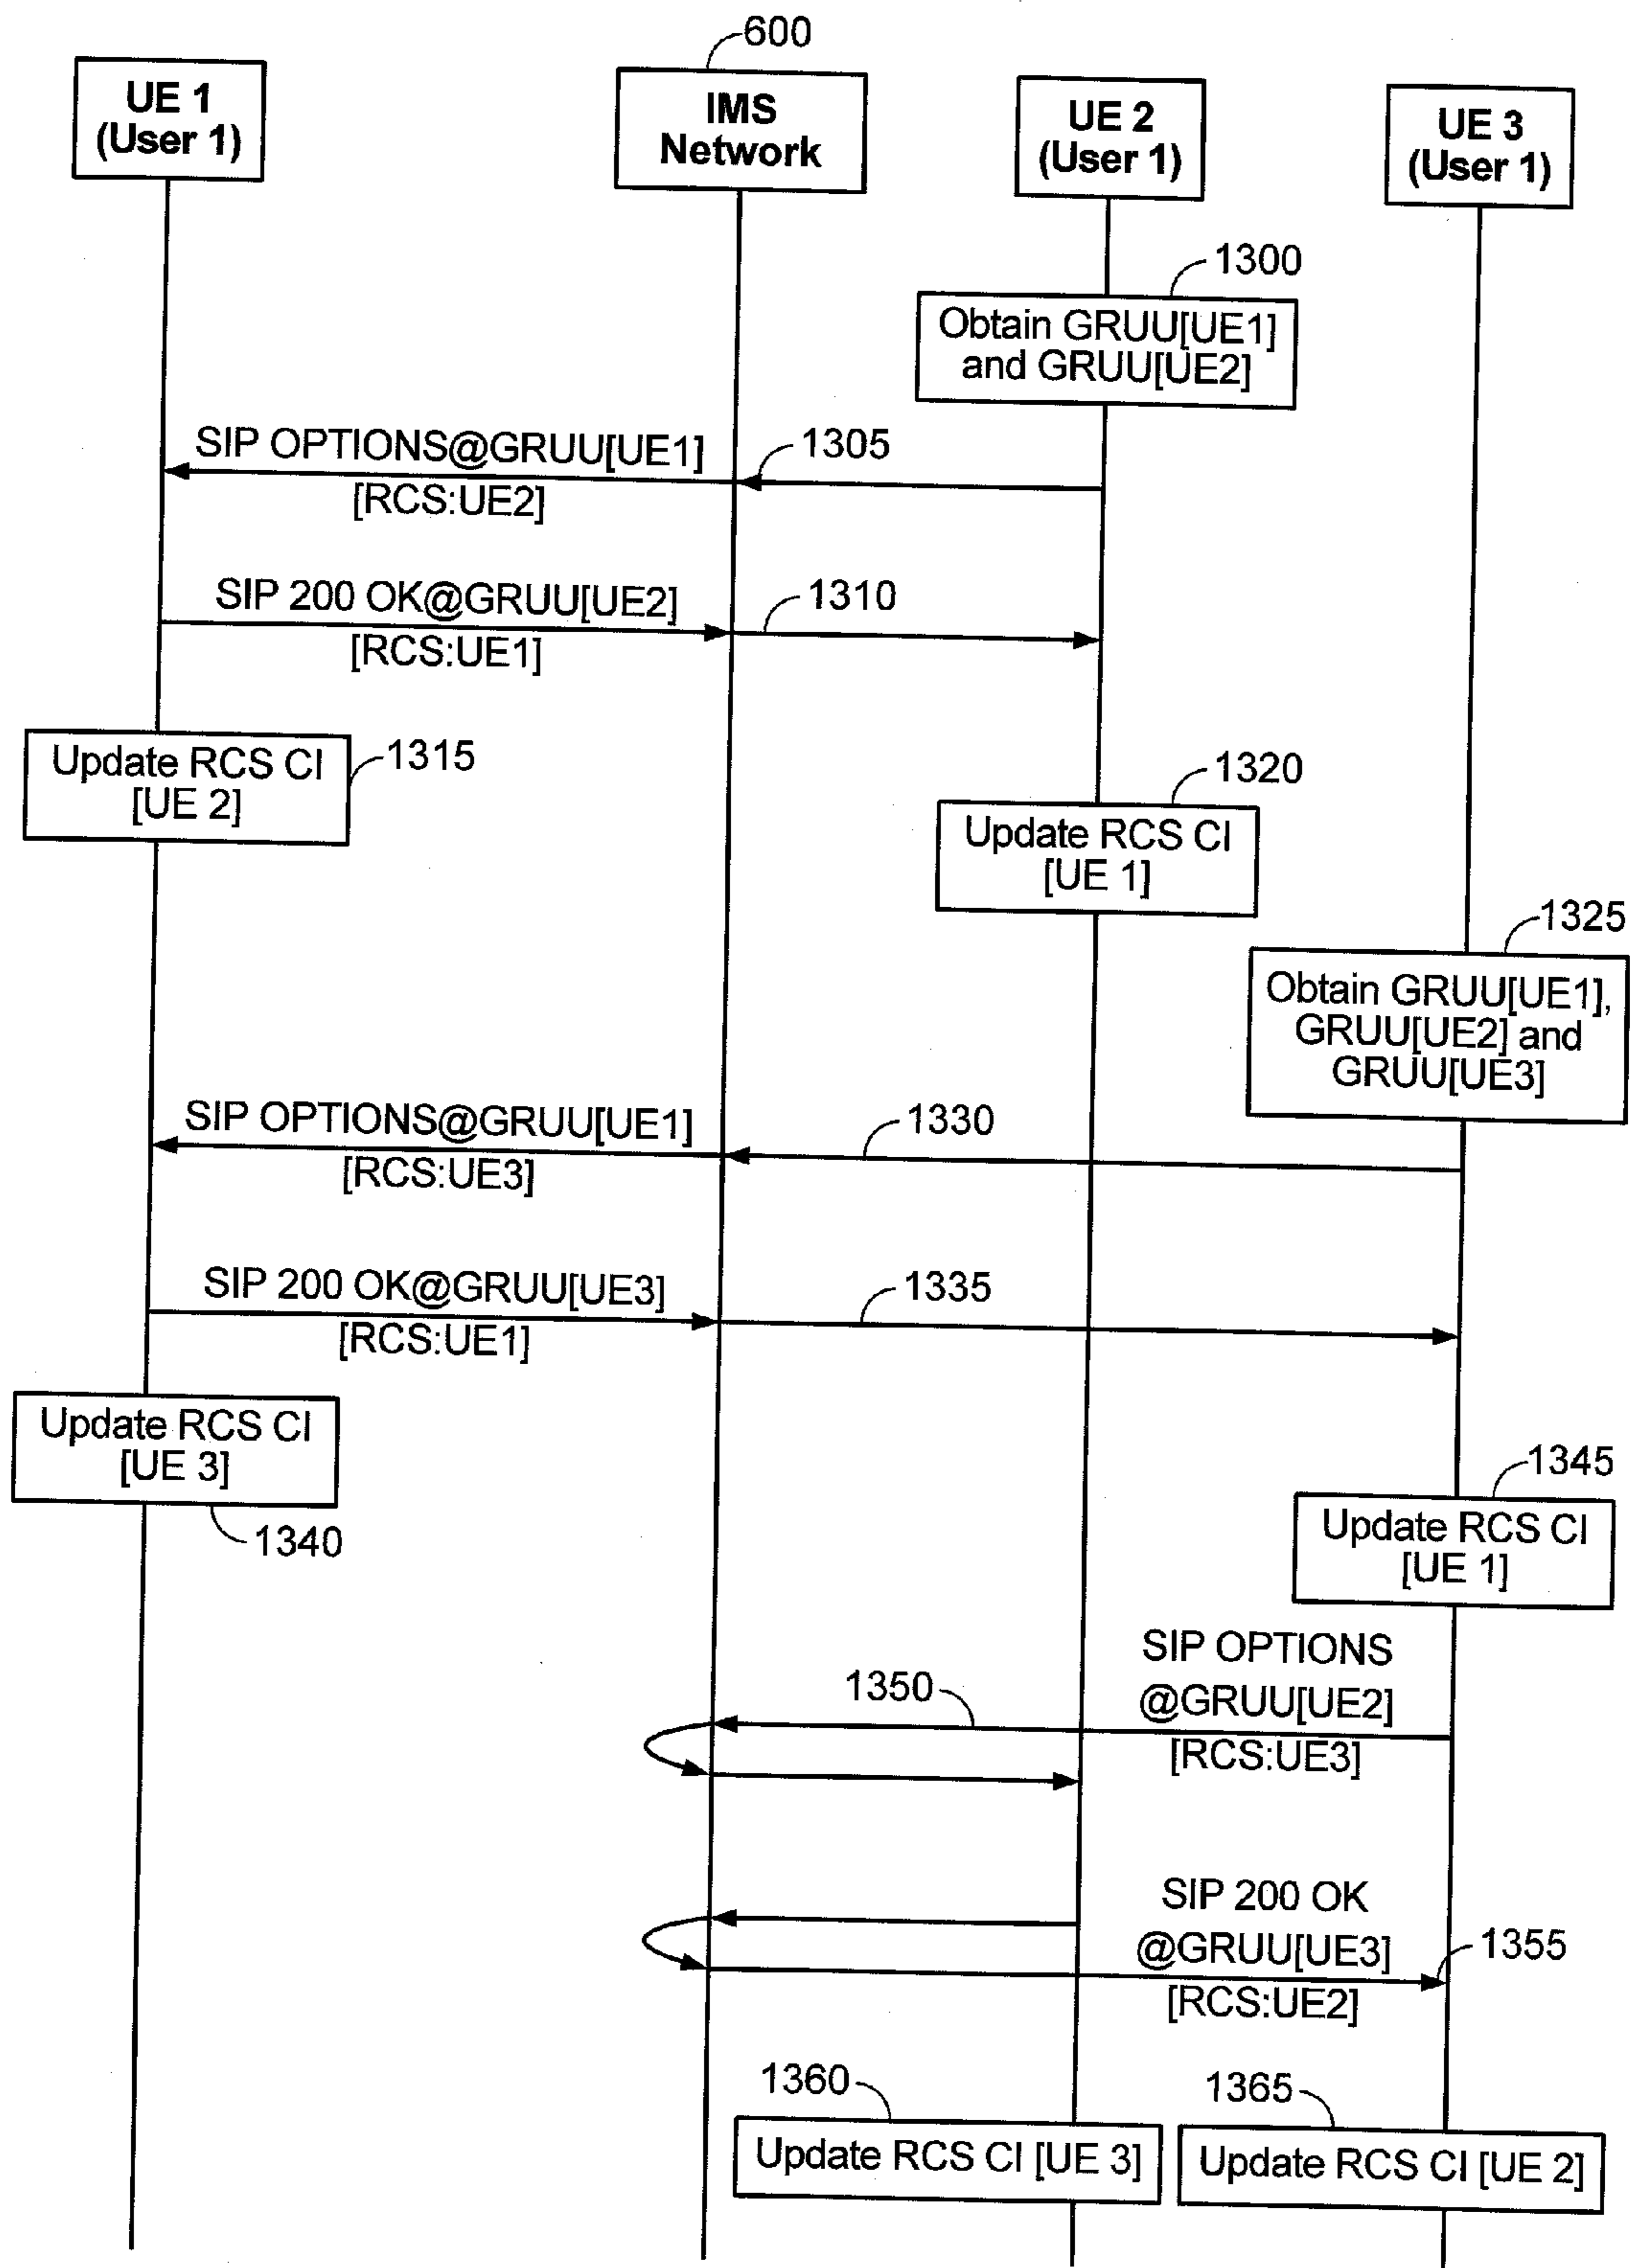 600
UE 1
(User 1)
IMS
Network
UE 2
(User 1)
UE 3
(User 1)
1300
Obtain GRUU[UE1]
and GRUU[UE2]
SIP OPTIONS@GRUU[UE1]
1305
[RCS:UE2]
SIP 200 OK@GRUU[UE2]
1310
[RCS:UE1]
Update RCS CI
[UE 2]
1315
1320
Update RCS CI
[UE 1]
1325
Obtain GRUU[UE1],
GRUU[UE2] and
GRUU[UE3]
SIP OPTIONS@GRUU[UE1]
1330
[RCS:UE3]
SIP 200 OK@GRUU[UE3]
1335
[RCS:UE1]
Update RCS CI
[UE 3]
1340
1345
Update RCS CI
[UE 1]
SIP OPTIONS
1350
@GRUU[UE2]
[RCS:UE3]
SIP 200 OK
@GRUU[UE3]
1355
[RCS:UE2]
1360
1365
Update RCS CI [UE 3]
Update RCS CI [UE 2]